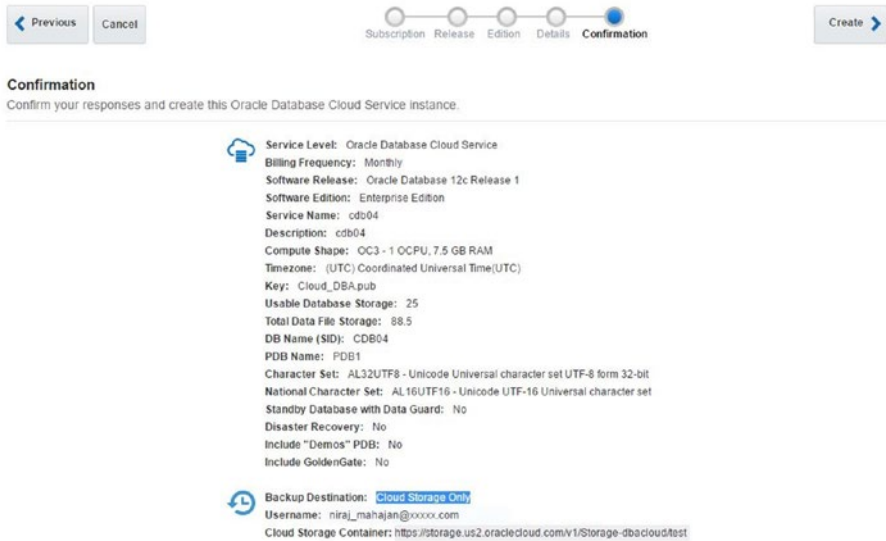 Previous
Cancel
Subscription Release Edition Details Confirmation
Create
Confirmation
Confirm your responses and create this Oracle Database Cloud Service instance.
Service Level: Oracle Database Cloud Service
Billing Frequency: Monthly
Software Release: Oracle Database 12c Release 1
Software Edition: Enterprise Edition
Service Name: cdb04
Description: cdb04
Compute Shape: OC3 - 1 OCPU, 7.5 GB RAM
Timezone: (UTC) Coordinated Universal Time(UTC)
Key: Cloud_DBA.pub
Usable Database Storage: 25
Total Data File Storage: 88.5
DB Name (SID): CDB04
PDB Name: PDB1
Character Set: AL32UTF8 - Unicode Universal character set UTF-8 form 32-bit
National Character Set: AL16UTF16 - Unicode UTF-16 Universal character set
Standby Database with Data Guard: No
Disaster Recovery: No
Include "Demos" PDB: No
Include GoldenGate: No
Backup Destination: Cloud Storage Only
Username: niraj_mahajan@xxxxx.com
Cloud Storage Container: https://storage.us2.oraclecloud.com/v1/Storage-dbacloud/test